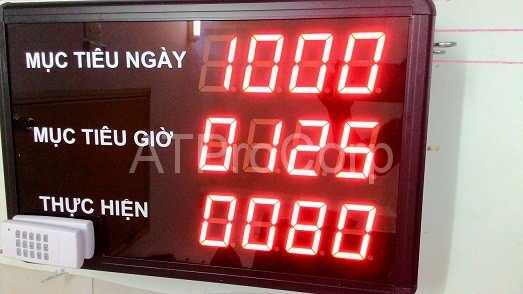 MỤC TIÊU NGÀY 1000
MỤC TIÊU GIỜ 0125
THỰC HIỆN 0080
ATProCorp